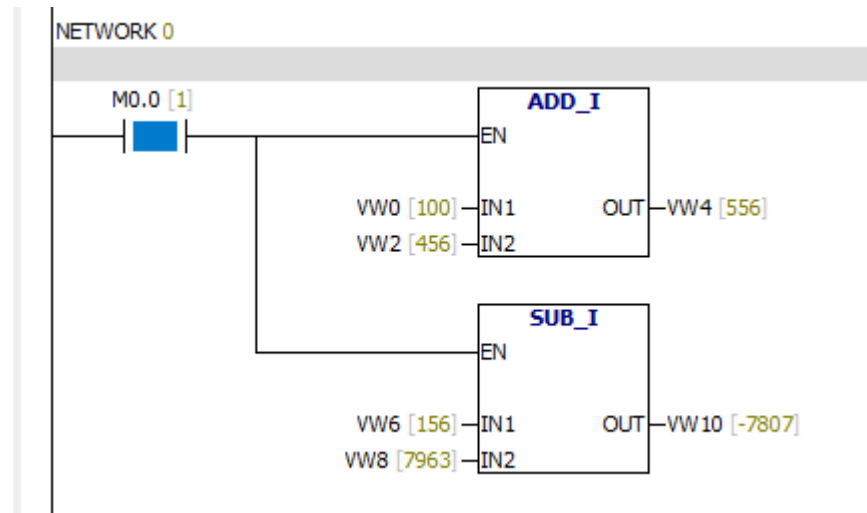 NETWORK 0
M0.0 [1]
ADD_I
EN
VW0 [100] IN1 OUT VW4 [556]
VW2 [456] IN2
SUB_I
EN
VW6 [156] IN1 OUT VW10 [-7807]
VW8 [7963] IN2